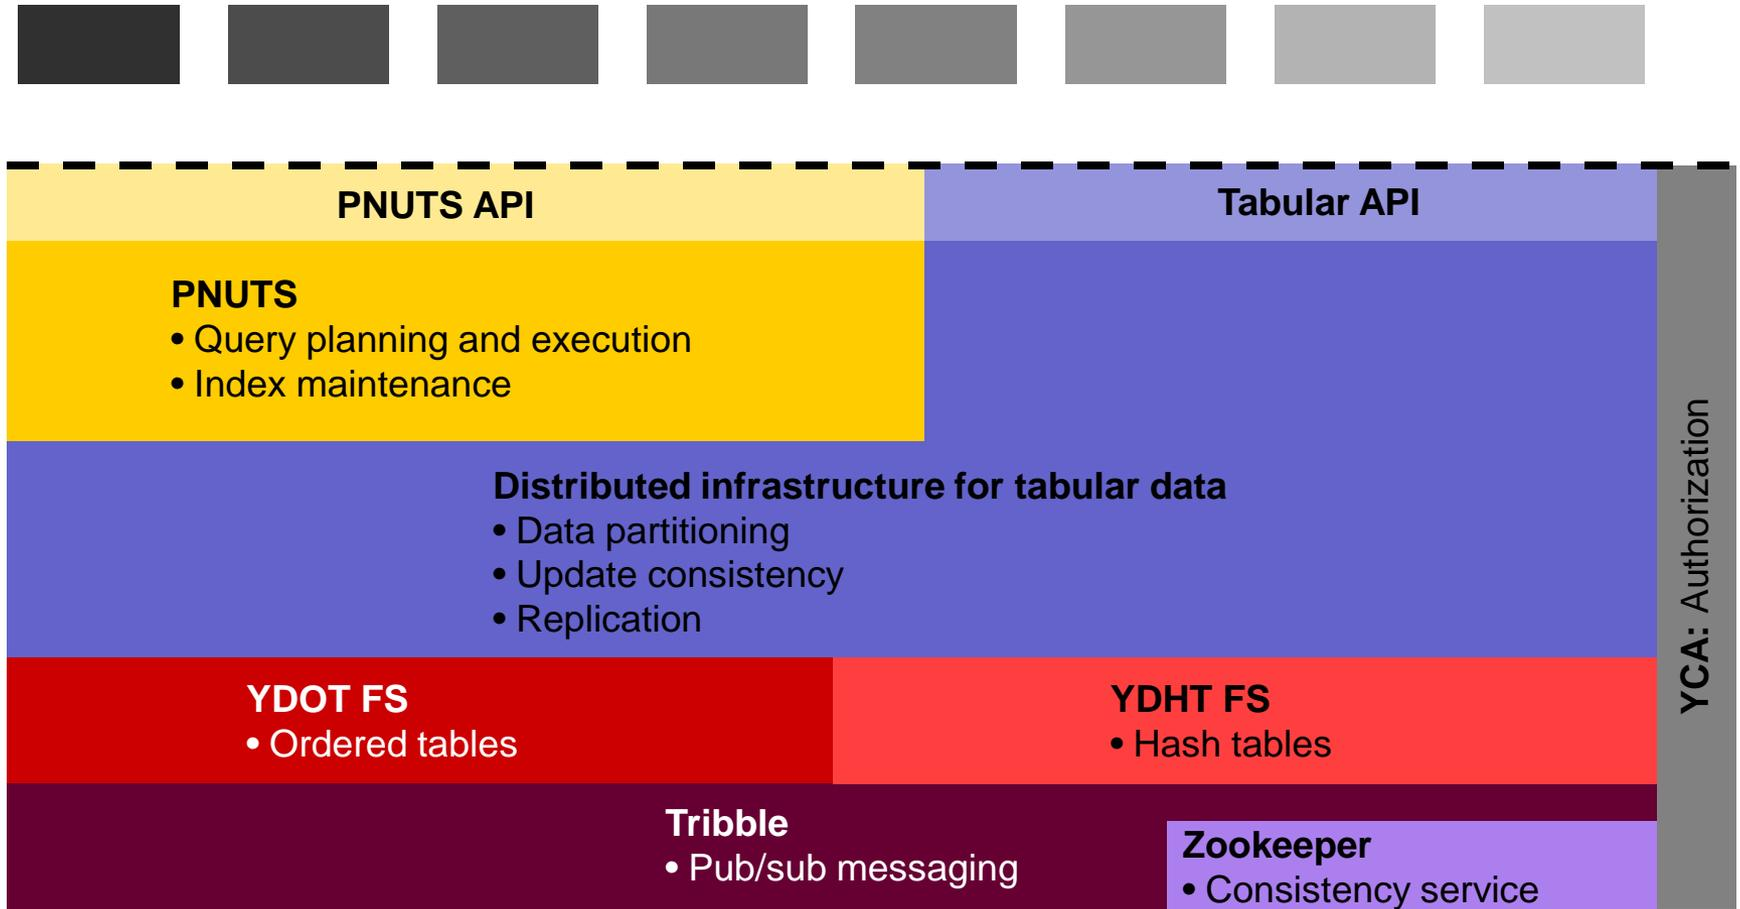 PNUTS API
Tabular API
PNUTS
• Query planning and execution
• Index maintenance
Distributed infrastructure for tabular data
• Data partitioning
• Update consistency
• Replication
YCA: Authorization
YDOT FS
• Ordered tables
YDHT FS
• Hash tables
Tribble
• Pub/sub messaging
Zookeeper
• Consistency service